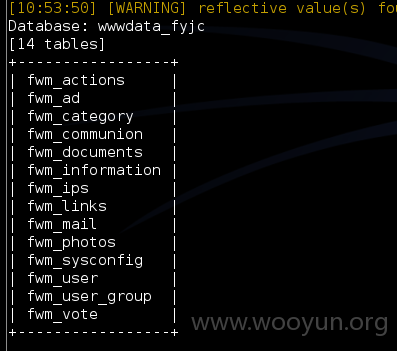 [10:53:50] [WARNING] reflective value(s) fou
Database: wwwdata_fyjc
[14 tables]
+-----------------+
| fwm_actions     |
| fwm_ad          |
| fwm_category    |
| fwm_communion   |
| fwm_documents   |
| fwm_information |
| fwm_ips         |
| fwm_links       |
| fwm_mail        |
| fwm_photos      |
| fwm_sysconfig   |
| fwm_user        |
| fwm_user_group  |
| fwm_vote        |
+-----------------+
www.wooyun.org